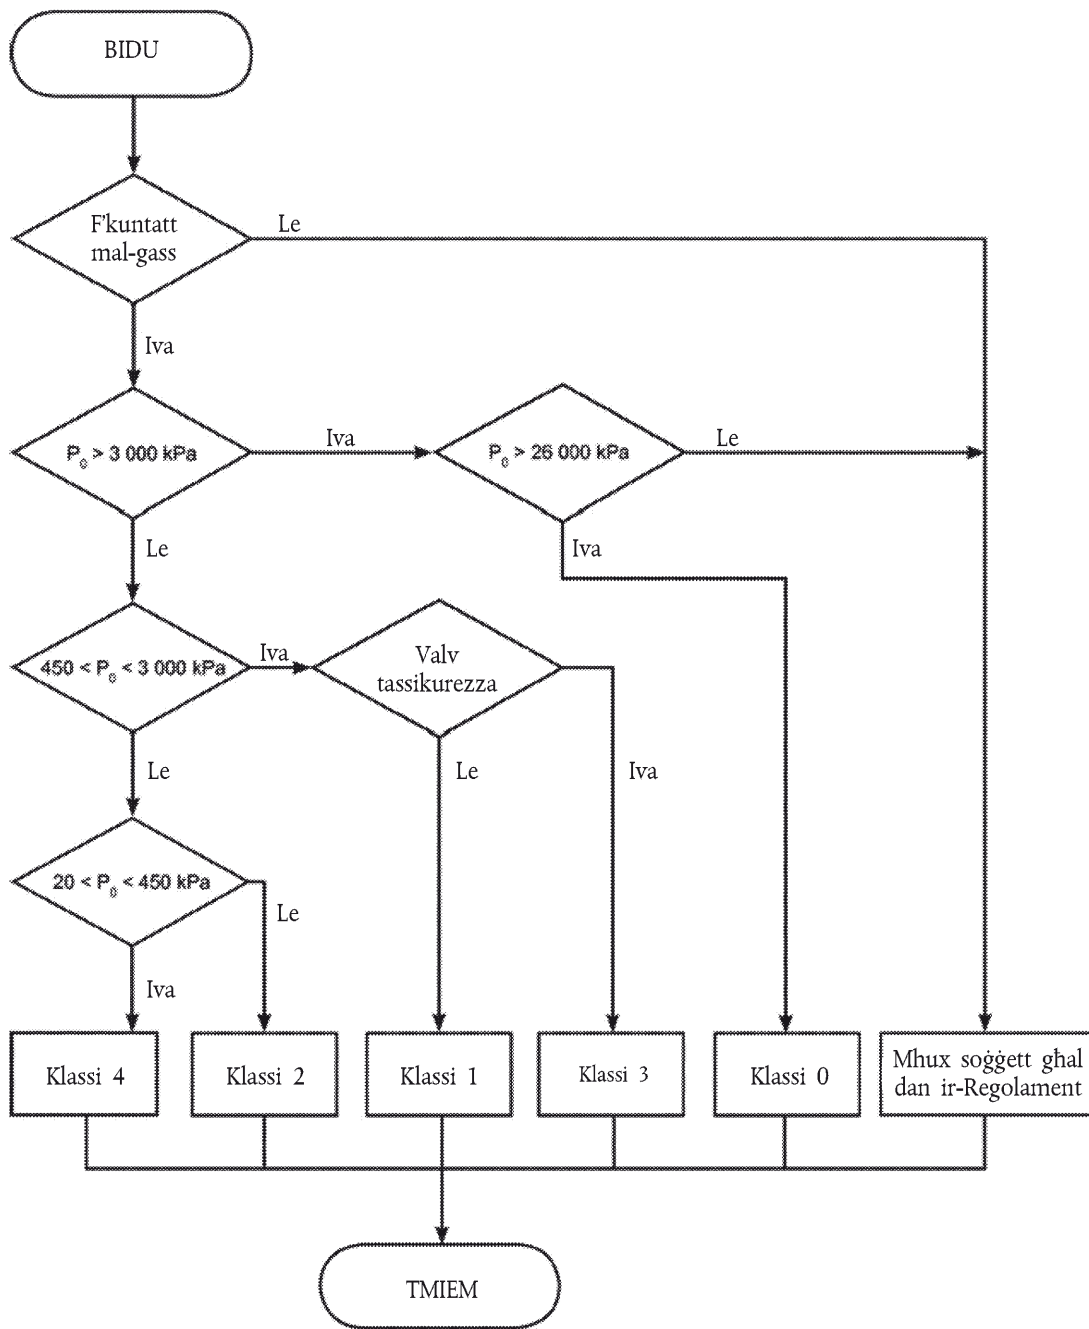 BIDU
F'kuntatt
mal-gass
Le
Iva
P₀ > 3 000 kPa
Iva
P₀ > 26 000 kPa
Le
Le
Iva
450 < P₀ < 3 000 kPa
Iva
Valv
tassikurezza
Le
Le
Iva
20 < P₀ < 450 kPa
Le
Iva
Klassi 4
Klassi 2
Klassi 1
Klassi 3
Klassi 0
Mhux soġġett għal
dan ir-Regolament
TMIEM